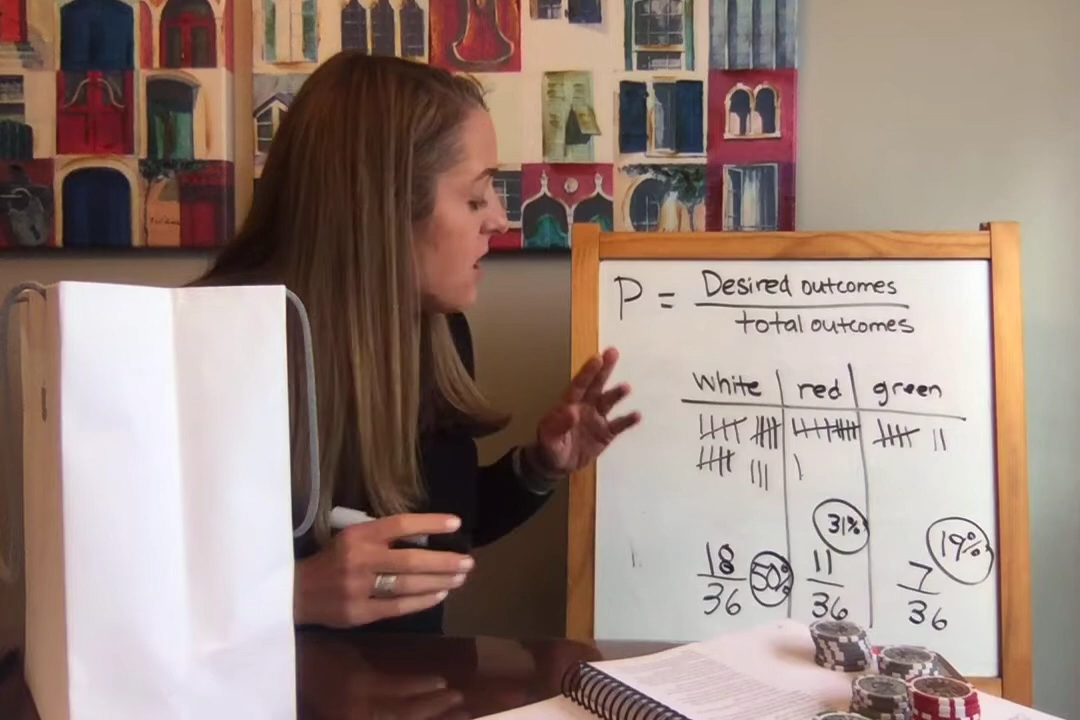 P = Desired outcomes
total outcomes
white red green
31% 19%
18 50% 11 7
36 36 36